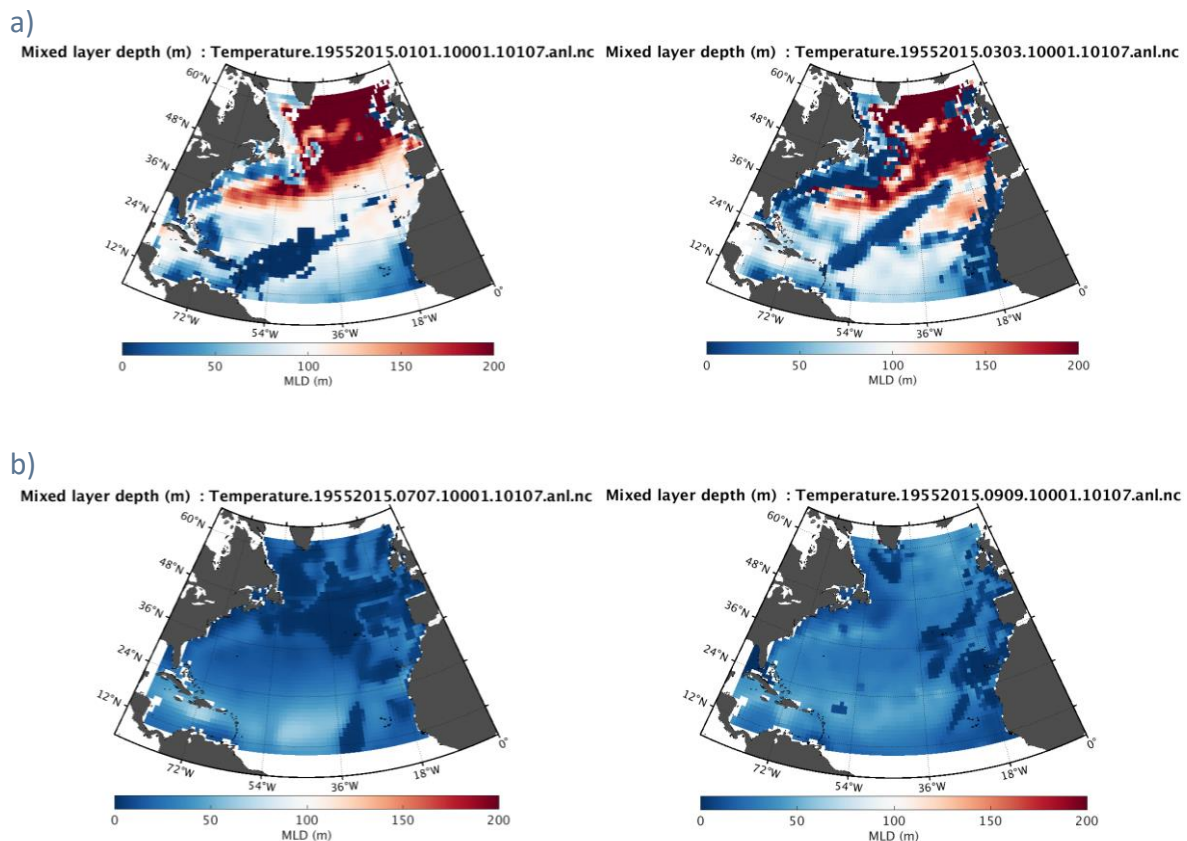 a)
Mixed layer depth (m) : Temperature.19552015.0101.10001.10107.anl.nc
60°N
48°N
36°N
24°N
12°N
72°W
54°W
36°W
18°W
0°
0 50 100 150 200
MLD (m)
Mixed layer depth (m) : Temperature.19552015.0303.10001.10107.anl.nc
60°N
48°N
36°N
24°N
12°N
72°W
54°W
36°W
18°W
0°
0 50 100 150 200
MLD (m)
b)
Mixed layer depth (m) : Temperature.19552015.0707.10001.10107.anl.nc
60°N
48°N
36°N
24°N
12°N
72°W
54°W
36°W
18°W
0°
0 50 100 150 200
MLD (m)
Mixed layer depth (m) : Temperature.19552015.0909.10001.10107.anl.nc
60°N
48°N
36°N
24°N
12°N
72°W
54°W
36°W
18°W
0°
0 50 100 150 200
MLD (m)